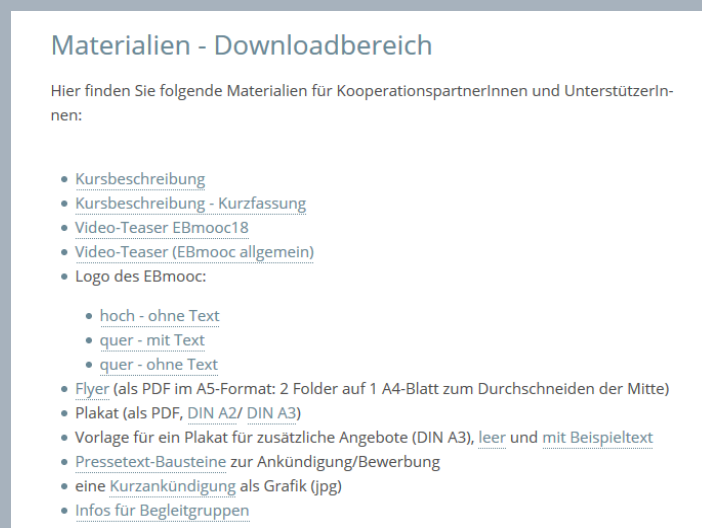 Materialien - Downloadbereich
Hier finden Sie folgende Materialien für KooperationspartnerInnen und UnterstützerIn-
nen:
Kursbeschreibung
Kursbeschreibung - Kurzfassung
Video-Teaser EBmooc18
Video-Teaser (EBmooc allgemein)
Logo des EBmooc:
hoch - ohne Text
quer - mit Text
quer - ohne Text
Flyer (als PDF im A5-Format: 2 Folder auf 1 A4-Blatt zum Durchschneiden der Mitte)
Plakat (als PDF, DIN A2/ DIN A3)
Vorlage für ein Plakat für zusätzliche Angebote (DIN A3), leer und mit Beispieltext
Pressetext-Bausteine zur Ankündigung/Bewerbung
eine Kurzankündigung als Grafik (jpg)
Infos für Begleitgruppen